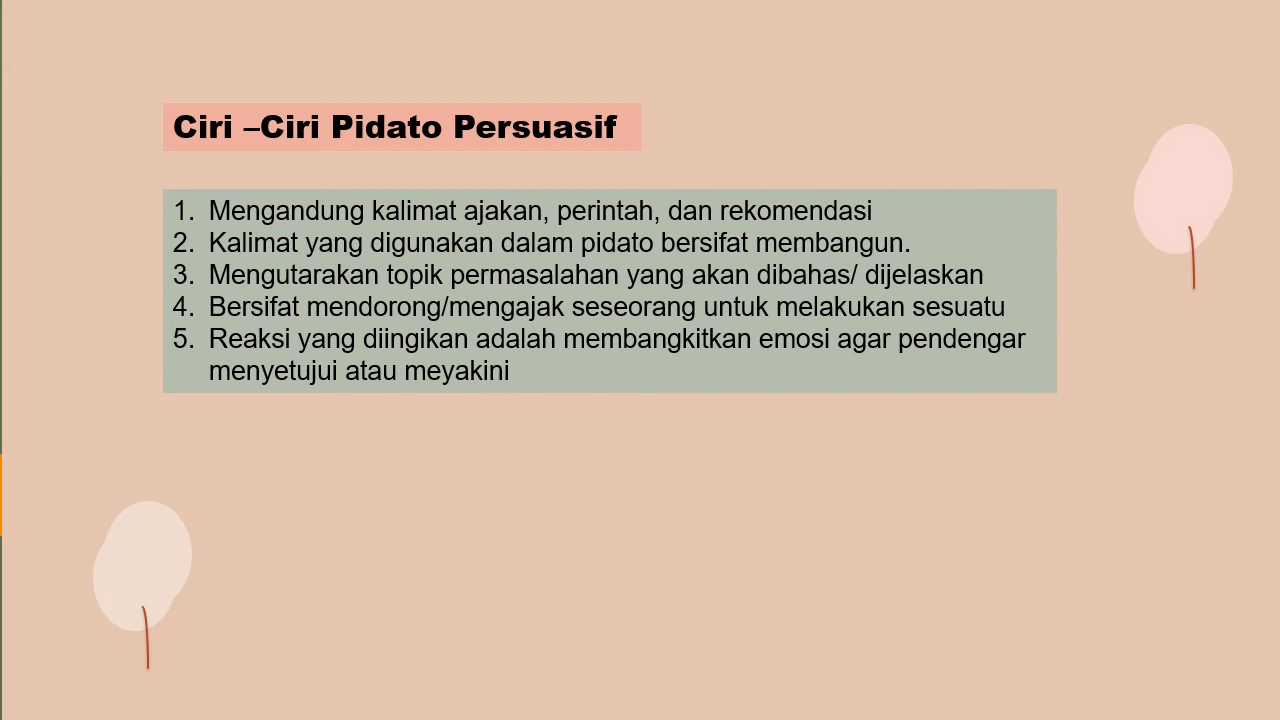 Ciri –Ciri Pidato Persuasif
1. Mengandung kalimat ajakan, perintah, dan rekomendasi
2. Kalimat yang digunakan dalam pidato bersifat membangun.
3. Mengutarakan topik permasalahan yang akan dibahas/ dijelaskan
4. Bersifat mendorong/mengajak seseorang untuk melakukan sesuatu
5. Reaksi yang diingikan adalah membangkitkan emosi agar pendengar
menyetujui atau meyakini